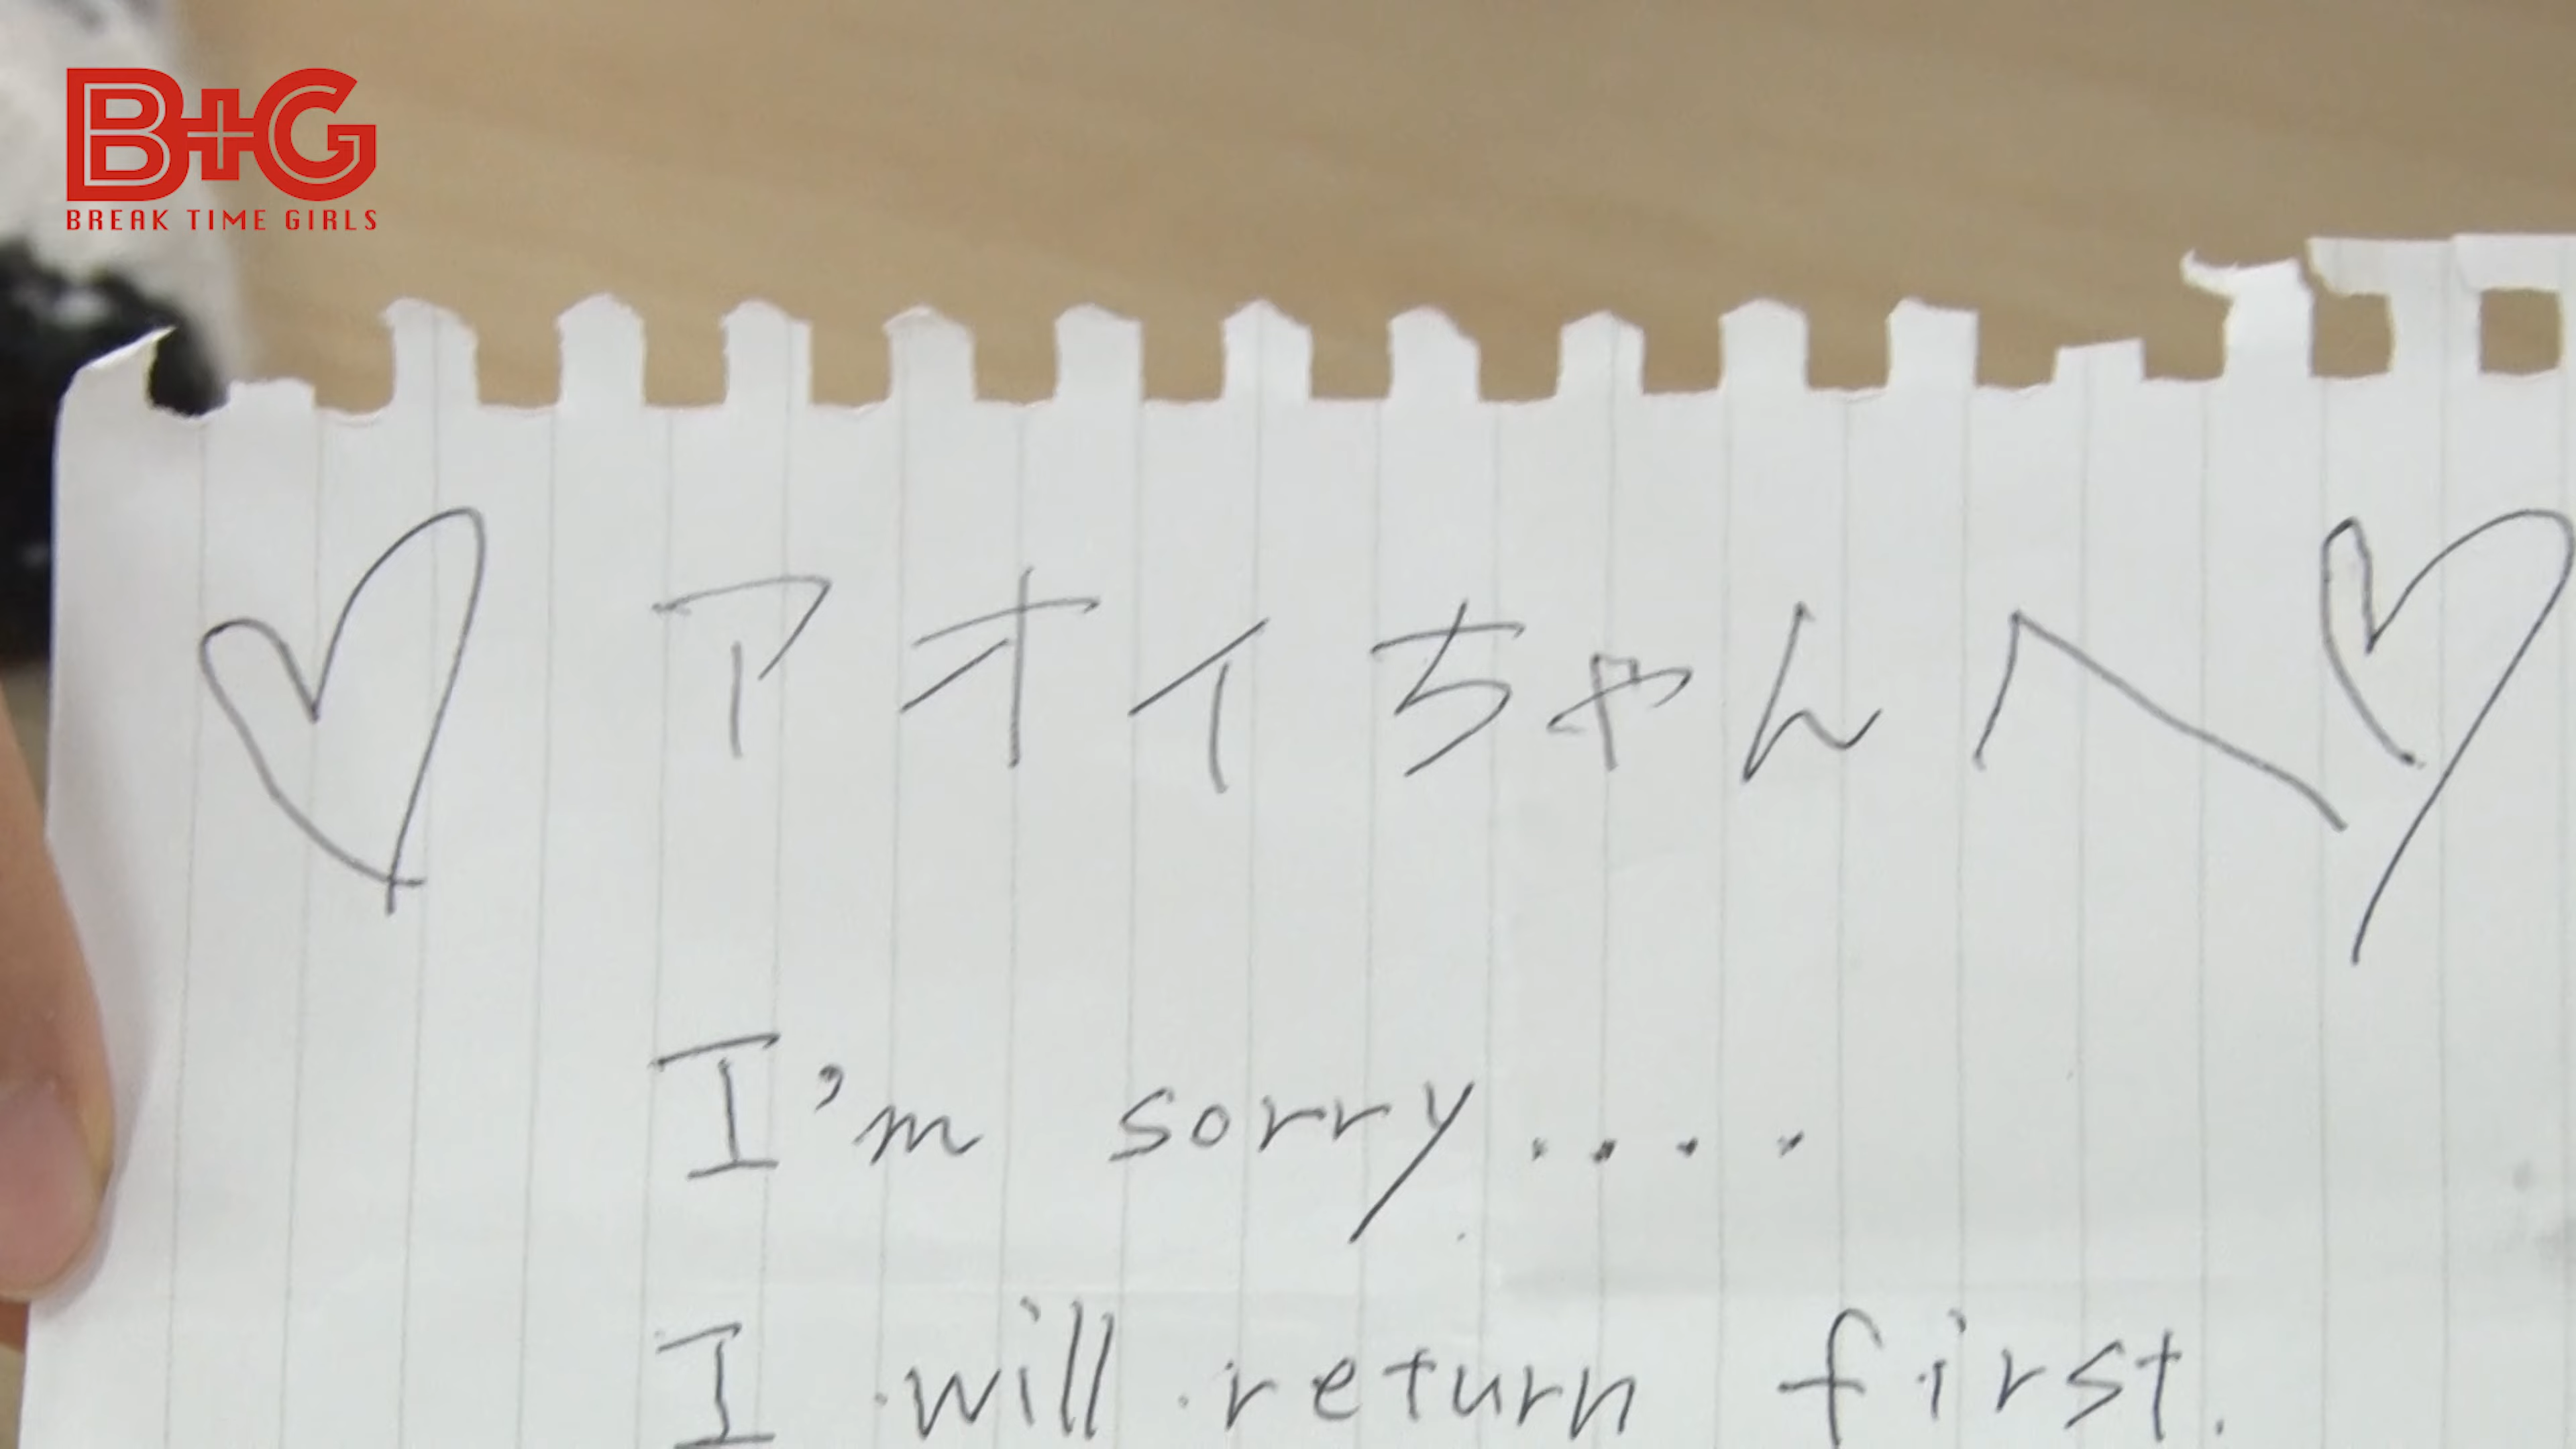 B+G
BREAK TIME GIRLS
♡ アオイちゃんへ ♡
I'm sorry....
I will return first.